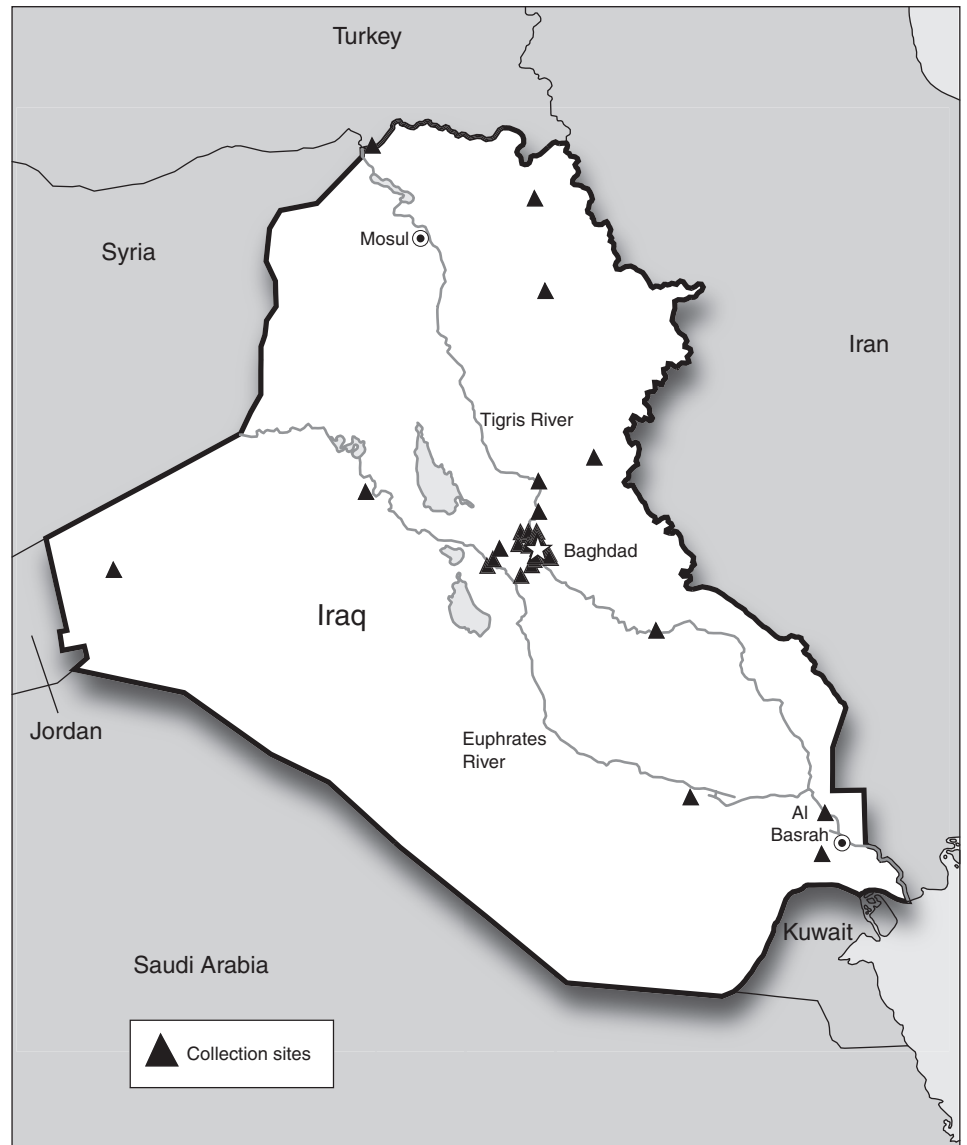 Turkey
Syria
Mosul
Iran
Tigris River
Baghdad
Iraq
Jordan
Euphrates
River
Al
Basrah
Kuwait
Saudi Arabia
Collection sites